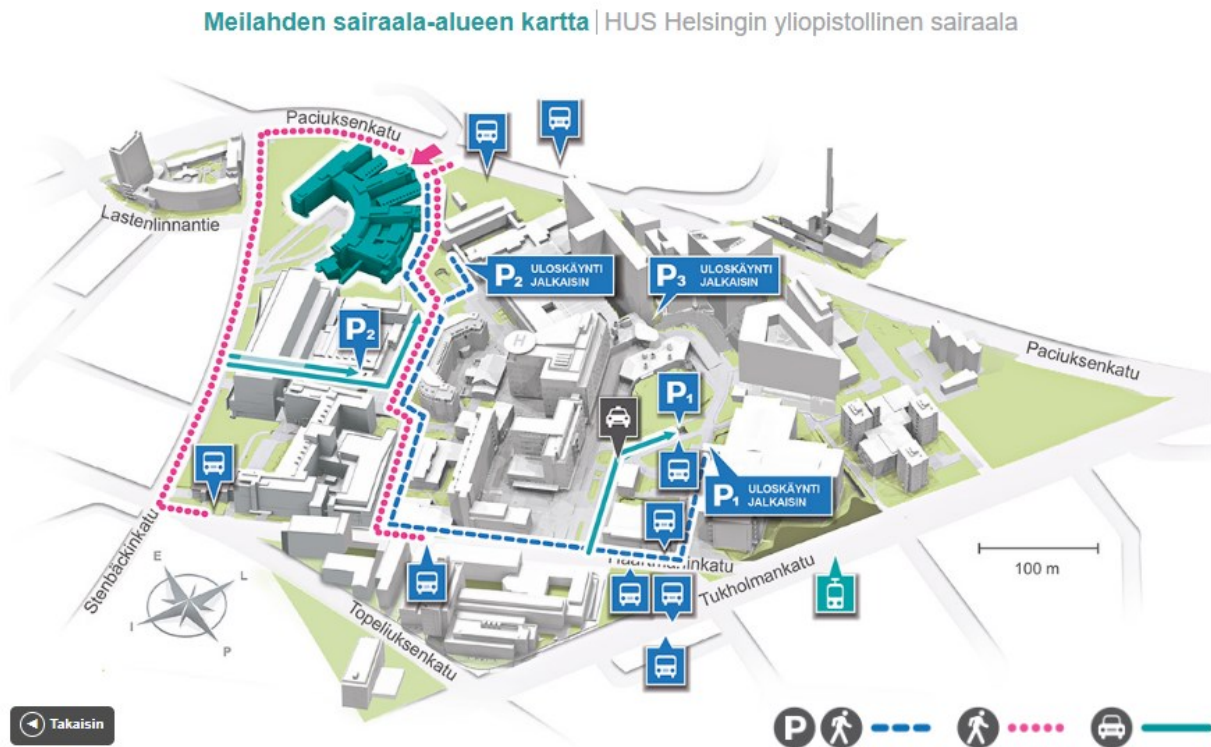 Meilahden sairaala-alueen kartta | HUS Helsingin yliopistollinen sairaala
Paciuksenkatu
Lastenlinnantie
P2 ULOSKÄYNTI
JALKAISIN
P3 ULOSKÄYNTI
JALKAISIN
P2
H
Paciuksenkatu
P1
P1 ULOSKÄYNTI
JALKAISIN
Stenbäckinkatu
Haartmaninkatu
Tukholmankatu
100 m
E
L
I
P
Topeliuksenkatu
Takaisin
P